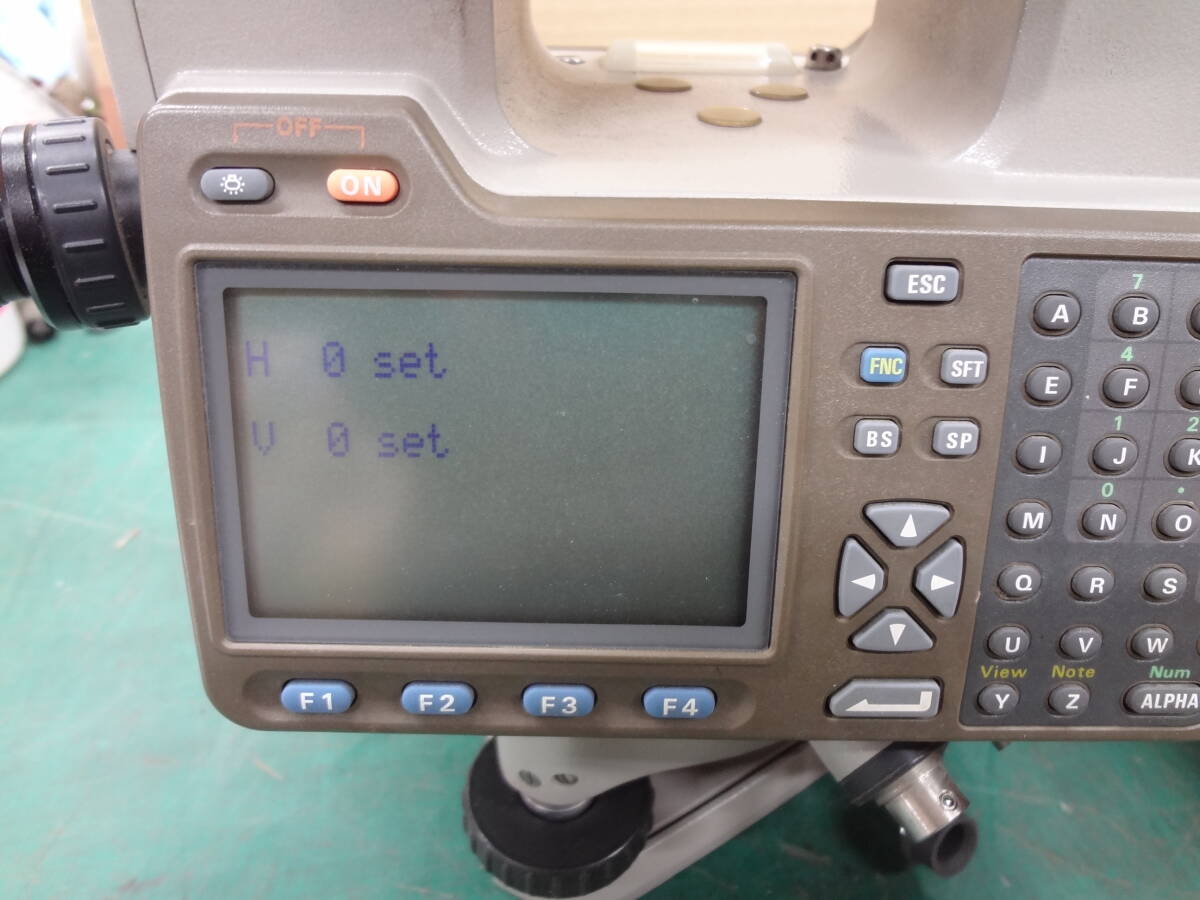 OFF
ON
H 0 set
V 0 set
ESC
FNC SFT
BS SP
F1 F2 F3 F4
7
A B
4
E F
1 2
I J K
0 .
M N O
Q R S
U V W
View Note Num
Y Z ALPHA